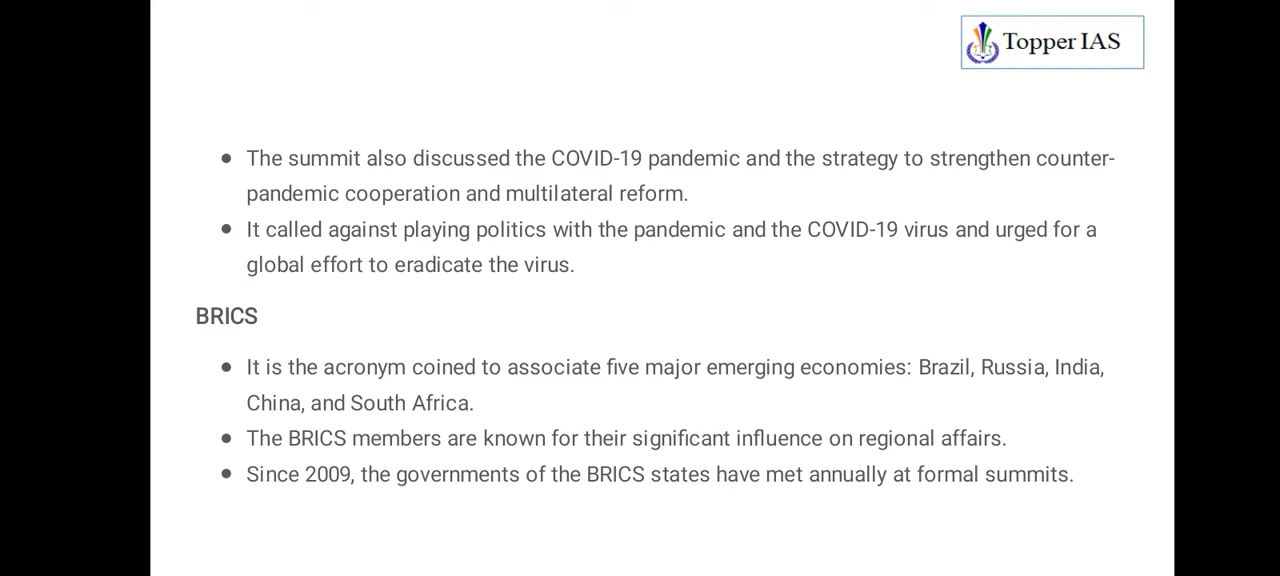 Topper IAS
● The summit also discussed the COVID-19 pandemic and the strategy to strengthen counter-
pandemic cooperation and multilateral reform.
● It called against playing politics with the pandemic and the COVID-19 virus and urged for a
global effort to eradicate the virus.
BRICS
● It is the acronym coined to associate five major emerging economies: Brazil, Russia, India,
China, and South Africa.
● The BRICS members are known for their significant influence on regional affairs.
● Since 2009, the governments of the BRICS states have met annually at formal summits.